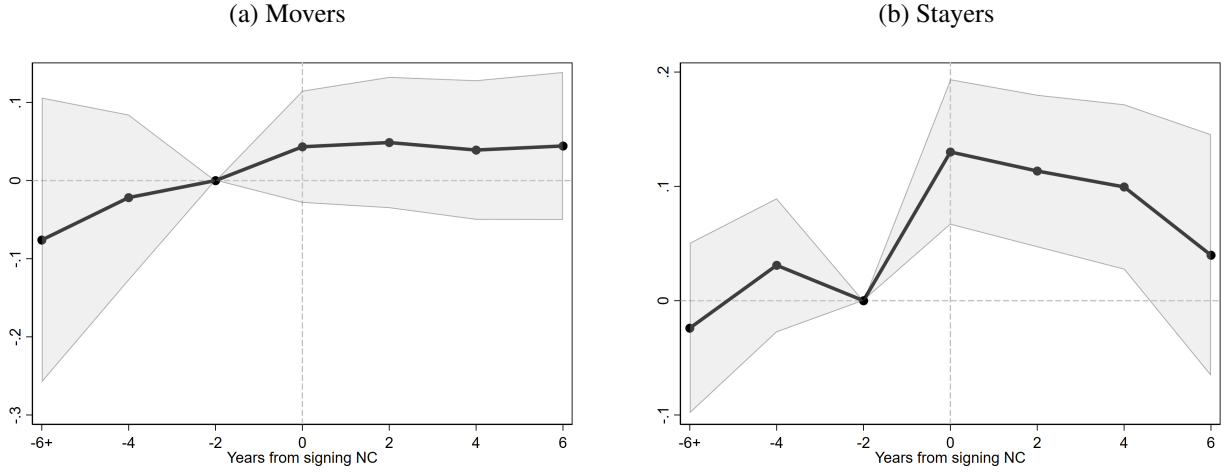 (a) Movers
.1
0
-.1
-.2
-.3
-6+ -4 -2 0 2 4 6
Years from signing NC
(b) Stayers
.2
.1
0
-.1
-6+ -4 -2 0 2 4 6
Years from signing NC